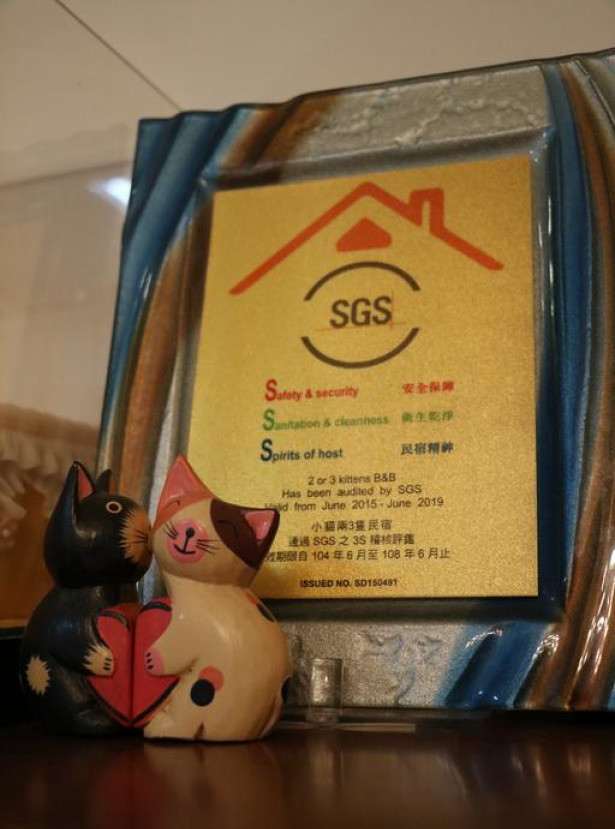 SGS
Safety & security 安全保障
Sanitation & cleanness 衛生乾淨
Spirits of host 民宿精神
2 or 3 kittens B&B
Has been audited by SGS
Valid from June 2015 - June 2019
小貓兩3隻民宿
通過 SGS 之 3S 稽核評鑑
效期限自 104 年 6 月至 108 年 6 月止
ISSUED NO. SD150491